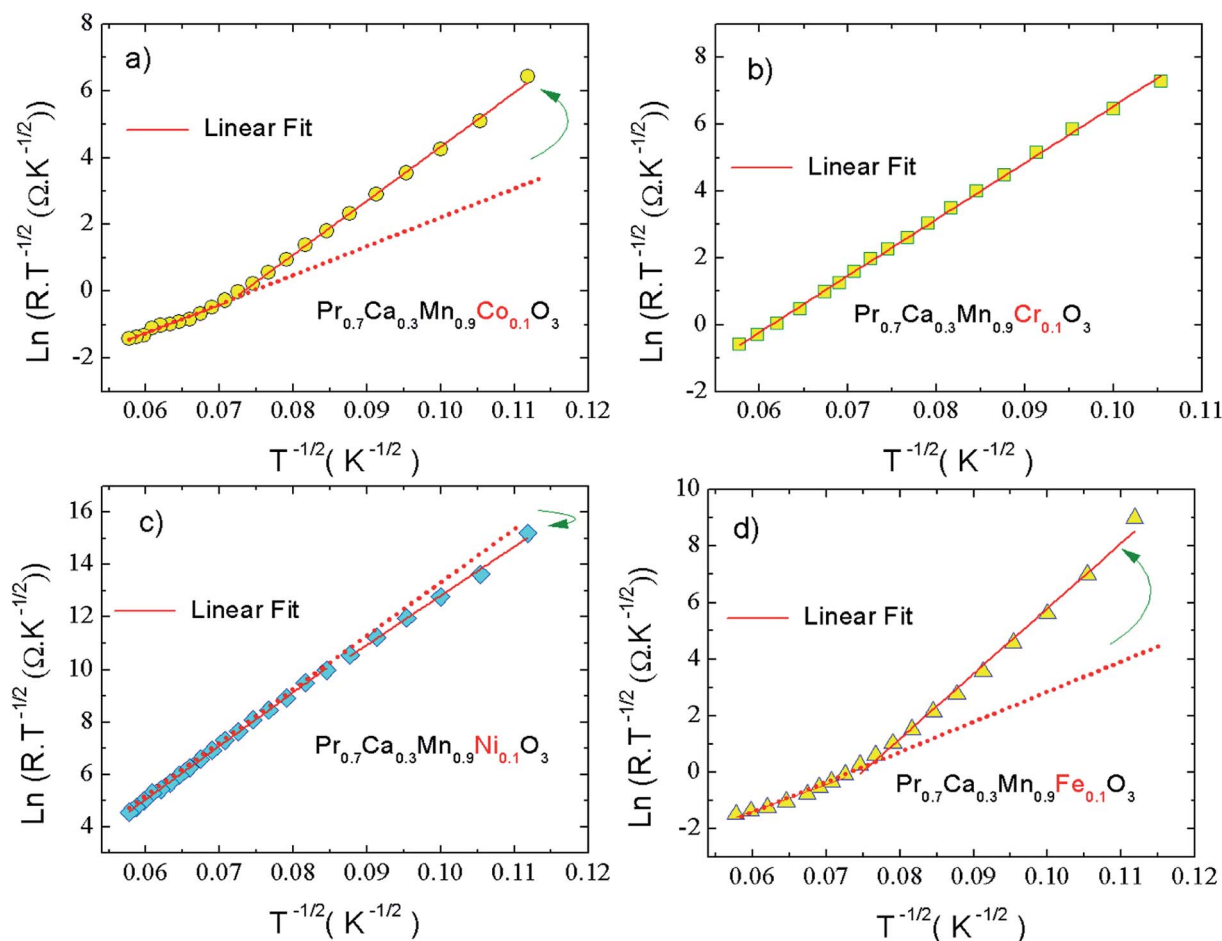 a)
Linear Fit
Pr0.7Ca0.3Mn0.9Co0.1O3
Ln (R.T-1/2 (Ω.K-1/2))
8
6
4
2
0
-2
0.06 0.07 0.08 0.09 0.10 0.11 0.12
T-1/2( K-1/2 )
b)
Linear Fit
Pr0.7Ca0.3Mn0.9Cr0.1O3
Ln (R.T-1/2 (Ω.K-1/2))
10
8
6
4
2
0
-2
0.06 0.07 0.08 0.09 0.10 0.11
T-1/2( K-1/2 )
c)
Linear Fit
Pr0.7Ca0.3Mn0.9Ni0.1O3
Ln (R.T-1/2 (Ω.K-1/2))
16
14
12
10
8
6
4
0.06 0.07 0.08 0.09 0.10 0.11 0.12
T-1/2( K-1/2 )
d)
Linear Fit
Pr0.7Ca0.3Mn0.9Fe0.1O3
Ln (R.T-1/2 (Ω.K-1/2))
10
8
6
4
2
0
-2
0.06 0.07 0.08 0.09 0.10 0.11 0.12
T-1/2( K-1/2 )